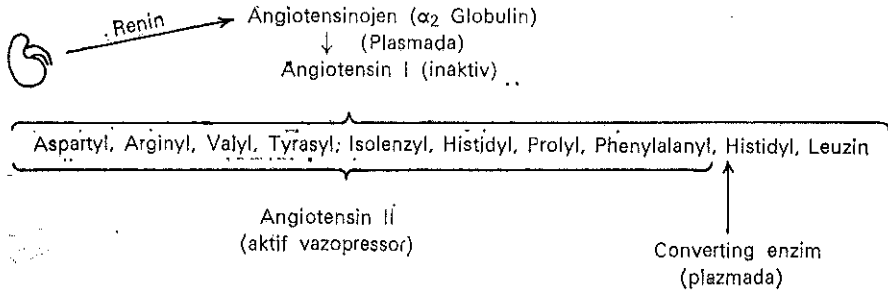 Renin
Angiotensinojen (α₂ Globulin)
(Plasmada)
Angiotensin I (inaktiv)
Aspartyl, Arginyl, Valyl, Tyrasyl, Isolenzyl, Histidyl, Prolyl, Phenylalanyl, Histidyl, Leuzin
Angiotensin II
(aktif vazopressor)
Converting enzim
(plazmada)